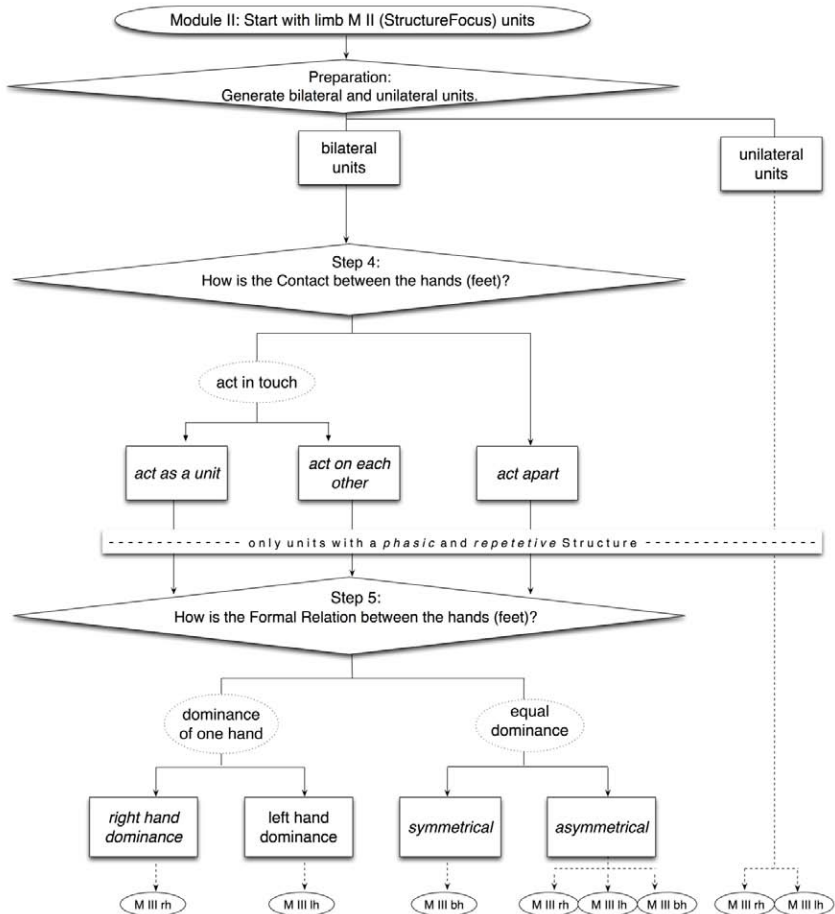 Module II: Start with limb M II (StructureFocus) units
Preparation:
Generate bilateral and unilateral units.
bilateral
units
unilateral
units
Step 4:
How is the Contact between the hands (feet)?
act in touch
act as a unit
act on each
other
act apart
only units with a phasic and repetetive Structure
Step 5:
How is the Formal Relation between the hands (feet)?
dominance
of one hand
equal
dominance
right hand
dominance
left hand
dominance
symmetrical
asymmetrical
M III rh
M III lh
M III bh
M III rh
M III lh
M III bh
M III rh
M III lh